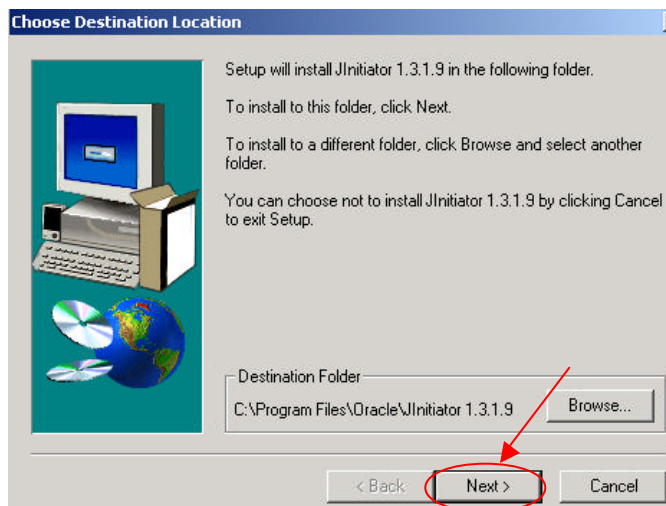 Choose Destination Location
Setup will install JInitiator 1.3.1.9 in the following folder.
To install to this folder, click Next.
To install to a different folder, click Browse and select another
folder.
You can choose not to install JInitiator 1.3.1.9 by clicking Cancel
to exit Setup.
Destination Folder
C:\Program Files\Oracle\JInitiator 1.3.1.9
Browse...
< Back
Next >
Cancel